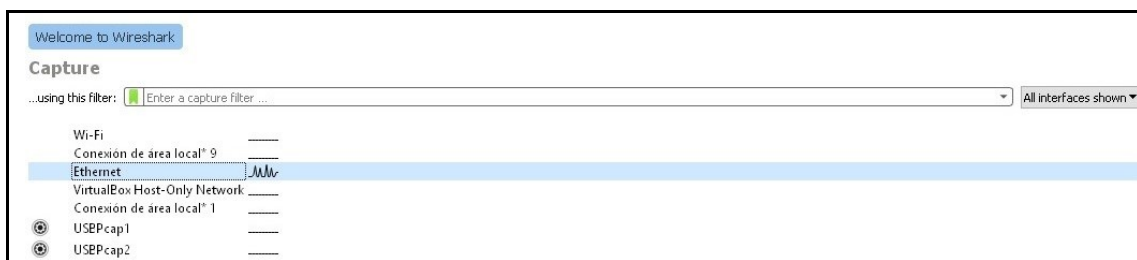 Welcome to Wireshark
Capture
...using this filter: Enter a capture filter ... All interfaces shown
Wi-Fi
Conexión de área local* 9
Ethernet
VirtualBox Host-Only Network
Conexión de área local* 1
USBPcap1
USBPcap2